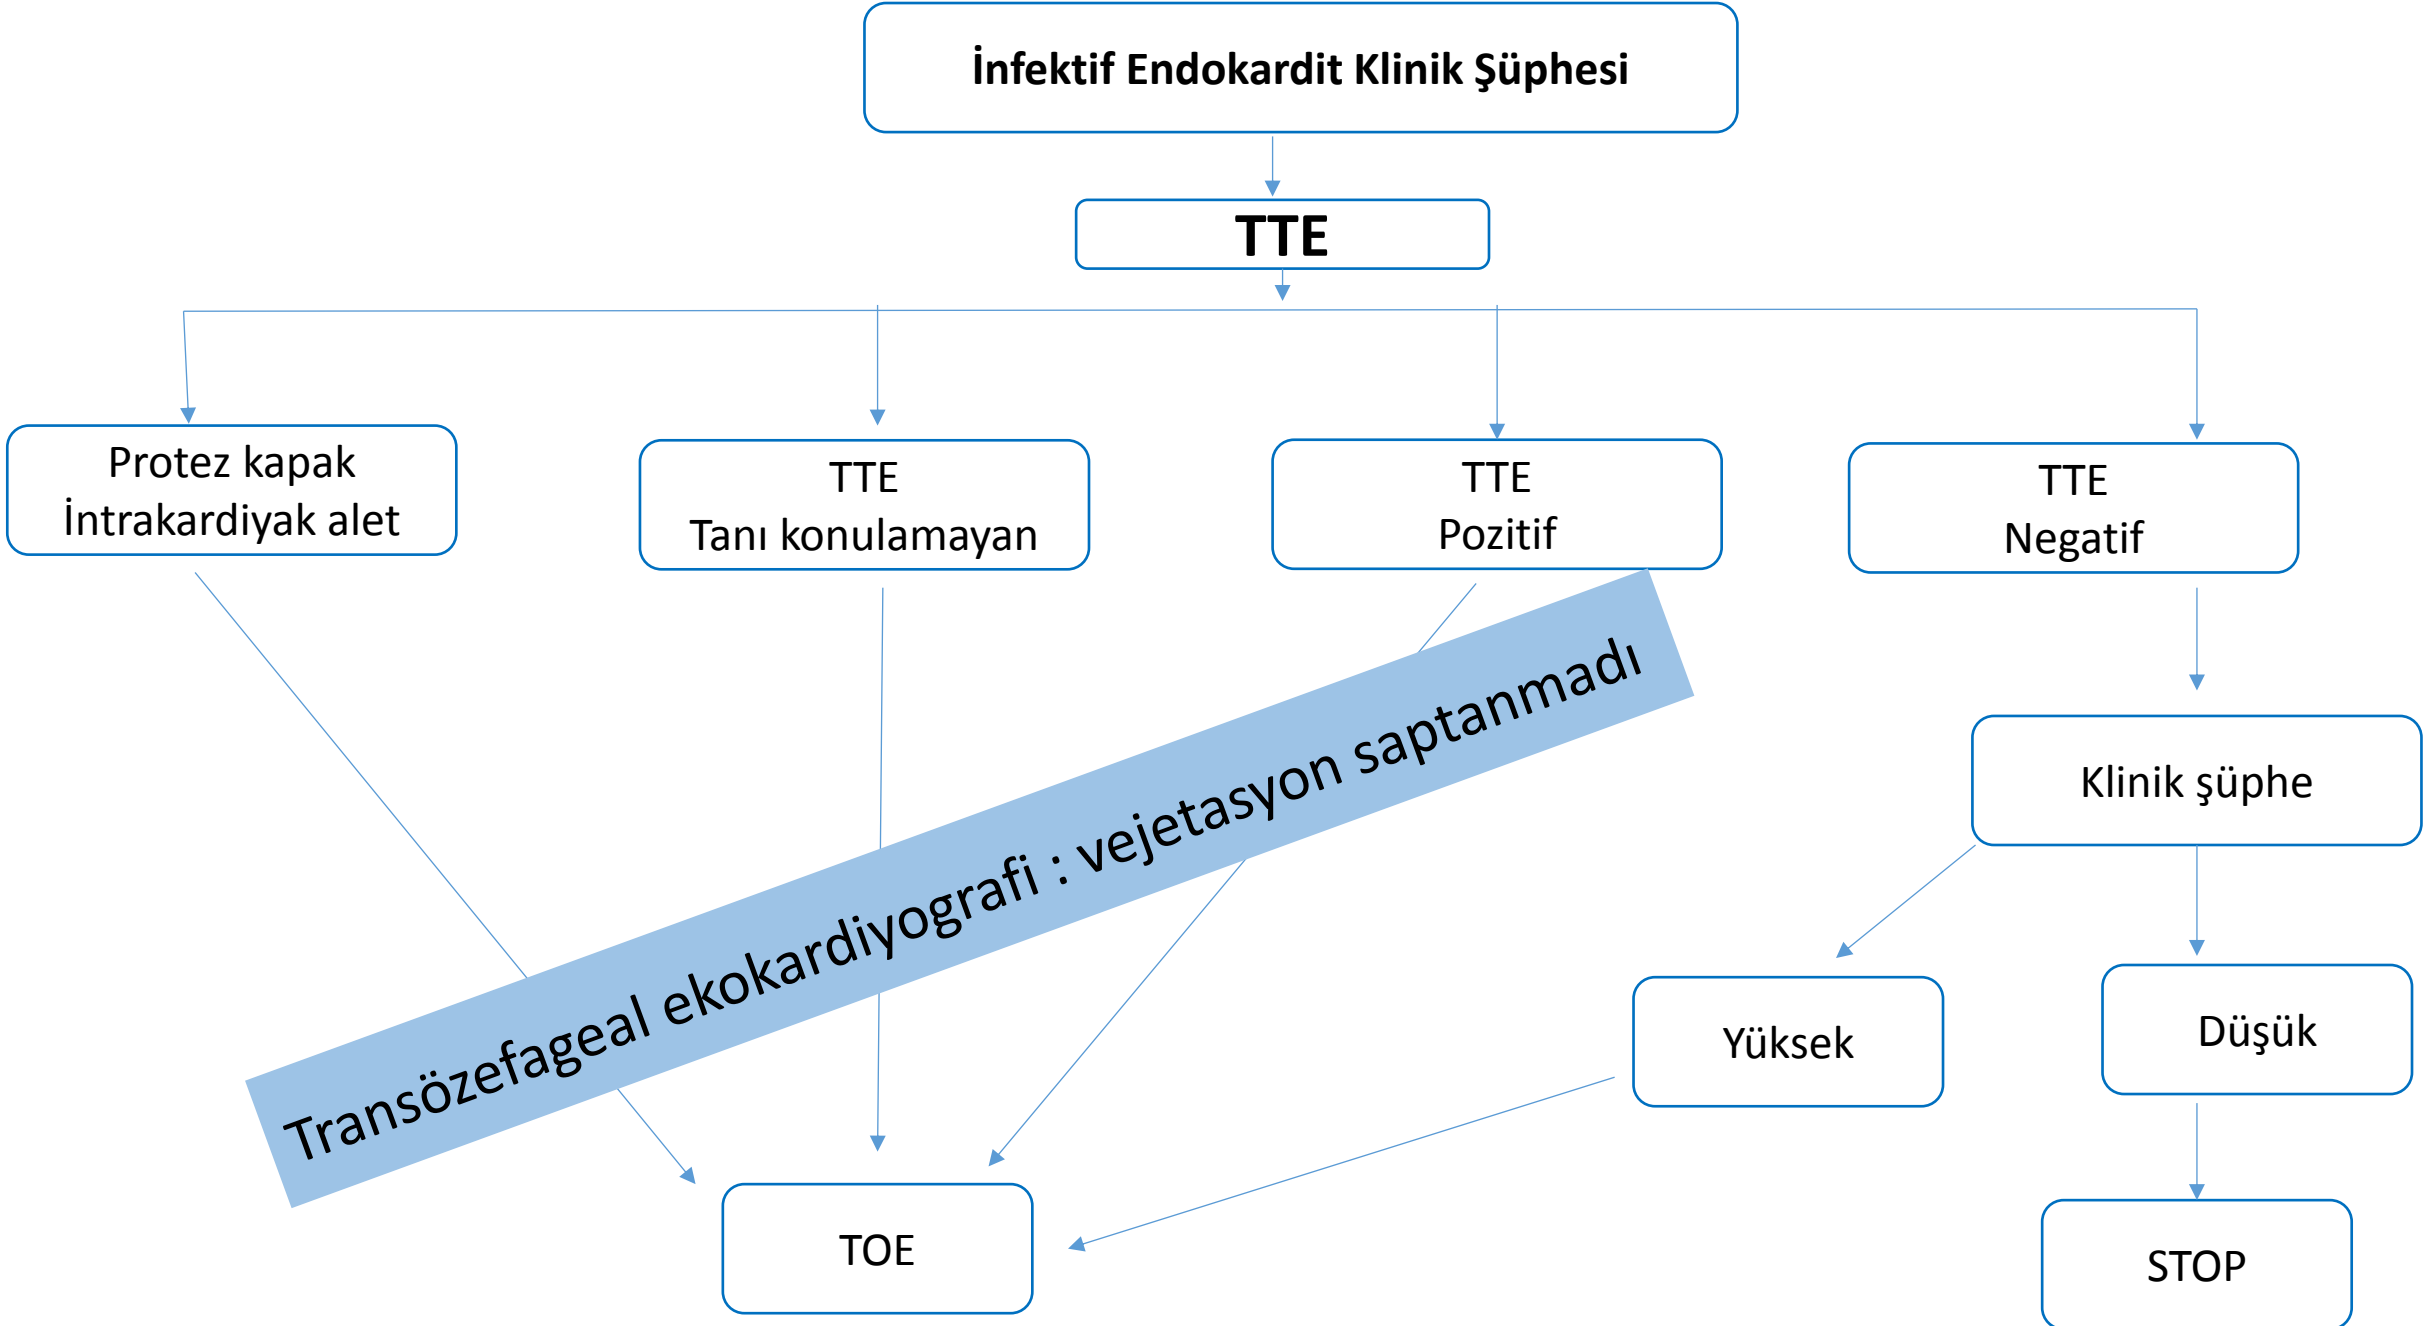 İnfektif Endokardit Klinik Şüphesi
TTE
Protez kapak
İntrakardiyak alet
TTE
Tanı konulamayan
TTE
Pozitif
TTE
Negatif
Transözefageal ekokardiyografi : vejetasyon saptanmadı
Klinik şüphe
Yüksek
Düşük
TOE
STOP